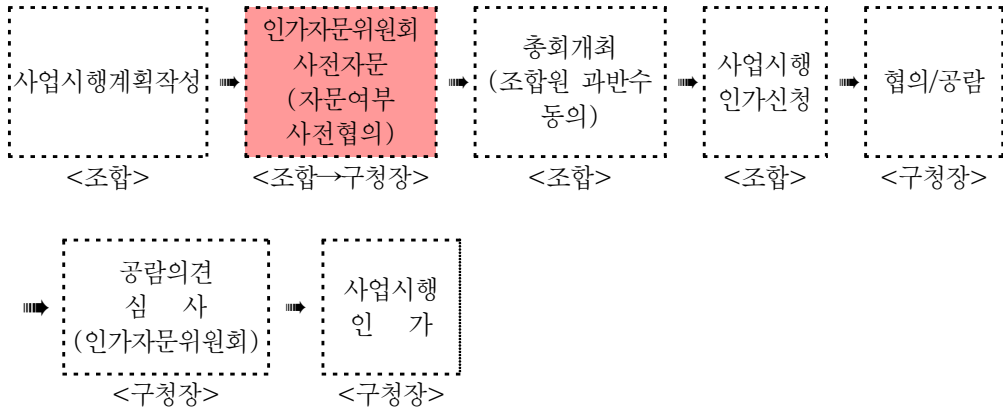 사업시행계획작성
<조합>
인가자문위원회
사전자문
(자문여부
사전협의)
<조합→구청장>
총회개최
(조합원 과반수
동의)
<조합>
사업시행
인가신청
<조합>
협의/공람
<구청장>
공람의견
심 사
(인가자문위원회)
<구청장>
사업시행
인 가
<구청장>